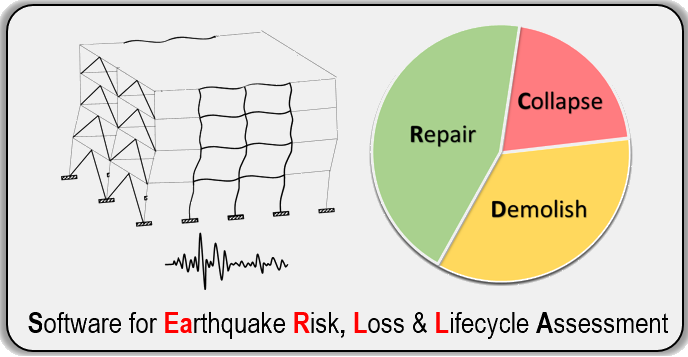 Collapse
Repair
Demolish
Software for Earthquake Risk, Loss & Lifecycle Assessment